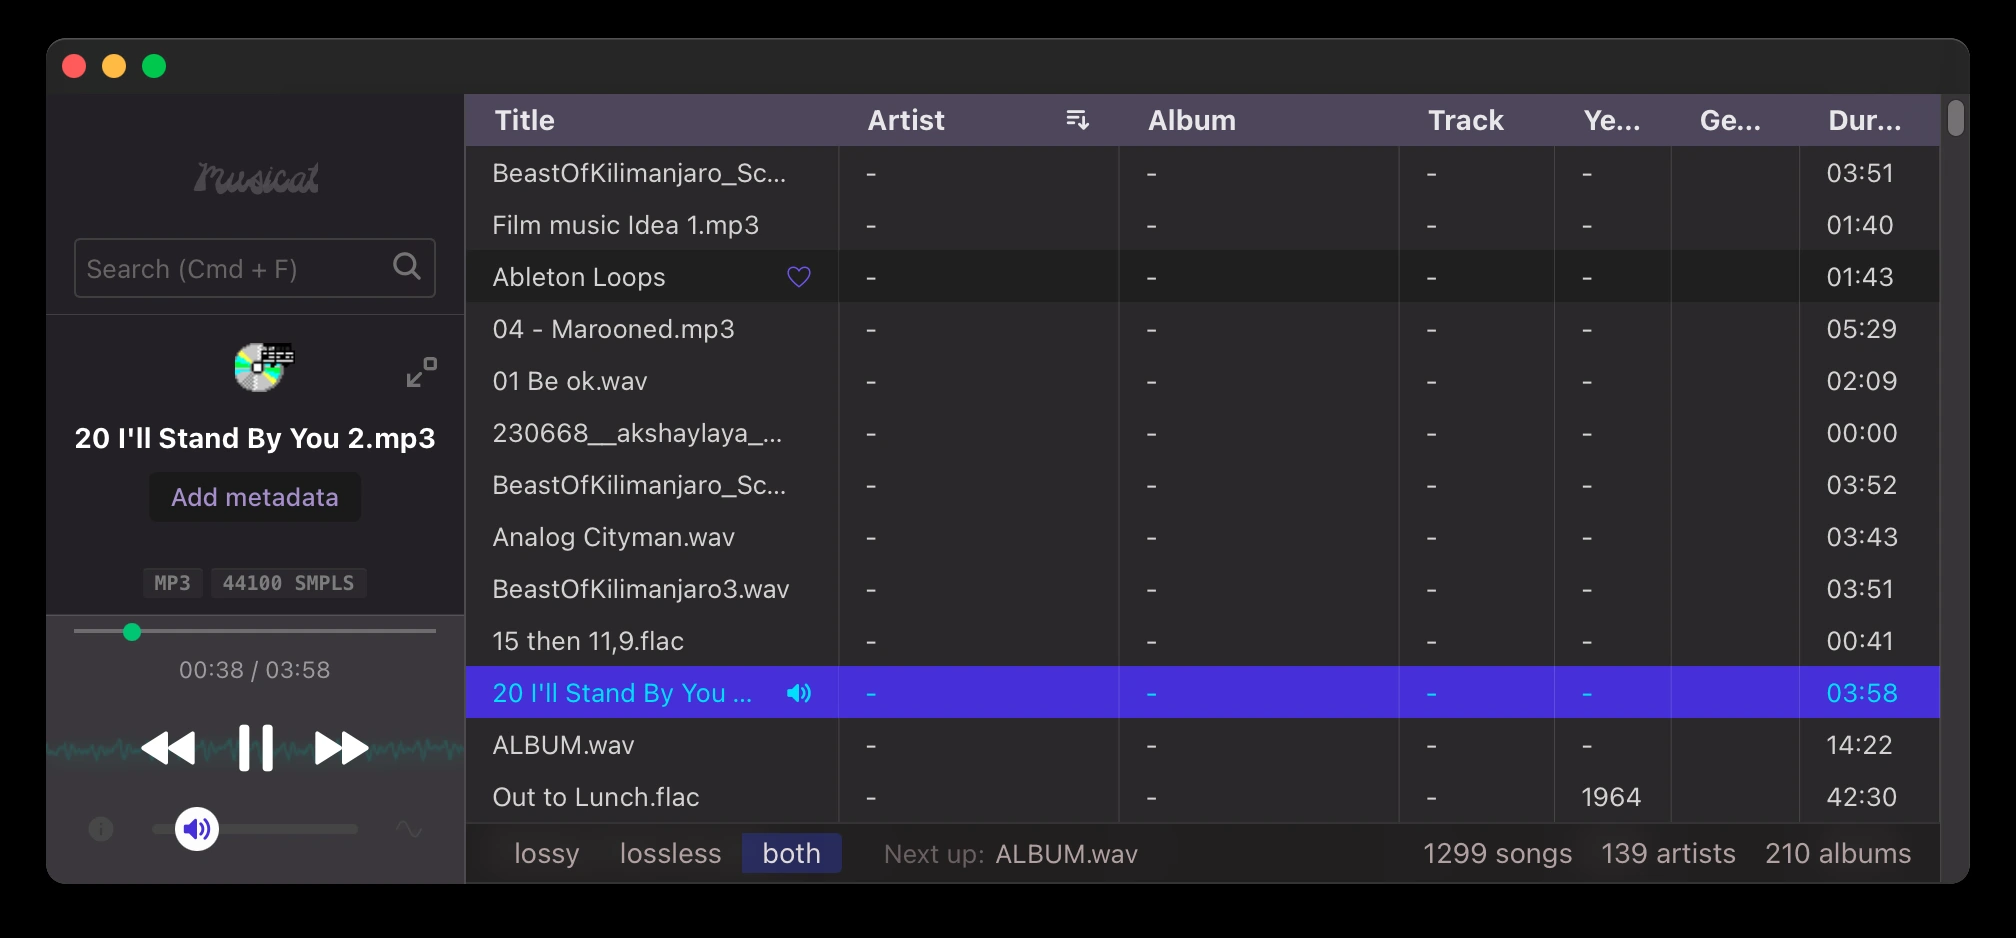 musicat
Search (Cmd + F)
20 I'll Stand By You 2.mp3
Add metadata
MP3 44100 SMPLS
00:38 / 03:58
Title Artist Album Track Ye... Ge... Dur...
BeastOfKilimanjaro_Sc... - - - - 03:51
Film music Idea 1.mp3 - - - - 01:40
Ableton Loops - - - - 01:43
04 - Marooned.mp3 - - - - 05:29
01 Be ok.wav - - - - 02:09
230668__akshaylaya_... - - - - 00:00
BeastOfKilimanjaro_Sc... - - - - 03:52
Analog Cityman.wav - - - - 03:43
BeastOfKilimanjaro3.wav - - - - 03:51
15 then 11,9.flac - - - - 00:41
20 I'll Stand By You ... - - - - 03:58
ALBUM.wav - - - - 14:22
Out to Lunch.flac - - - 1964 42:30
lossy lossless both Next up: ALBUM.wav 1299 songs 139 artists 210 albums